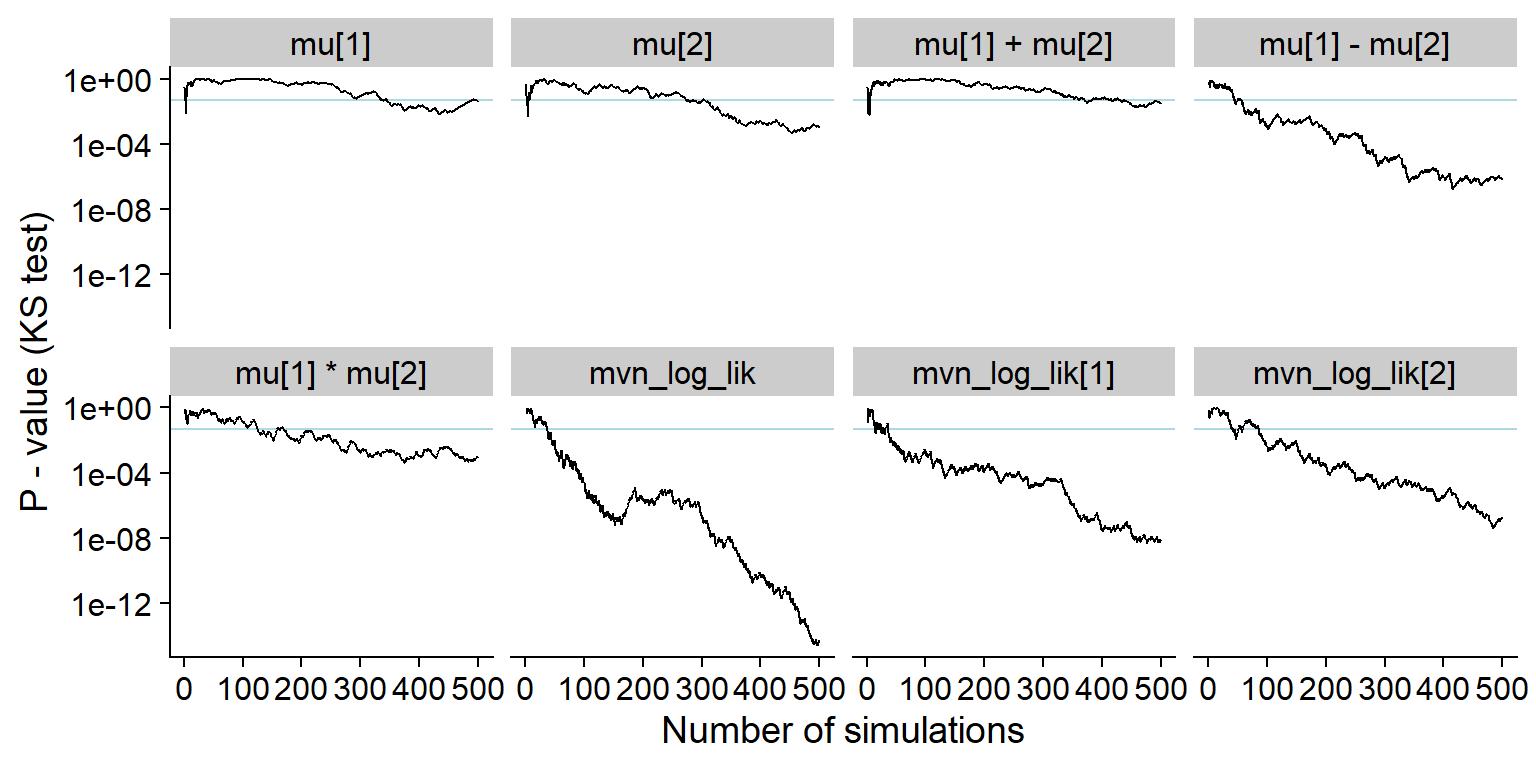 mu[1] mu[2] mu[1] + mu[2] mu[1] - mu[2]
1e+00
1e-04
1e-08
1e-12
P - value (KS test)
mu[1] * mu[2] mvn_log_lik mvn_log_lik[1] mvn_log_lik[2]
1e+00
1e-04
1e-08
1e-12
0 100 200 300 400 500 0 100 200 300 400 500 0 100 200 300 400 500 0 100 200 300 400 500
Number of simulations